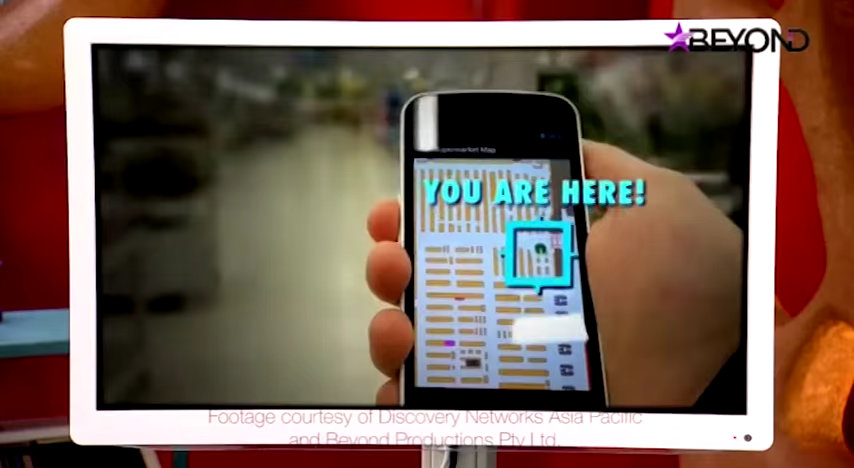 BEYOND
Supermarket Map
YOU ARE HERE!
Footage courtesy of Discovery Networks Asia Pacific
and Beyond Productions Pty Ltd.